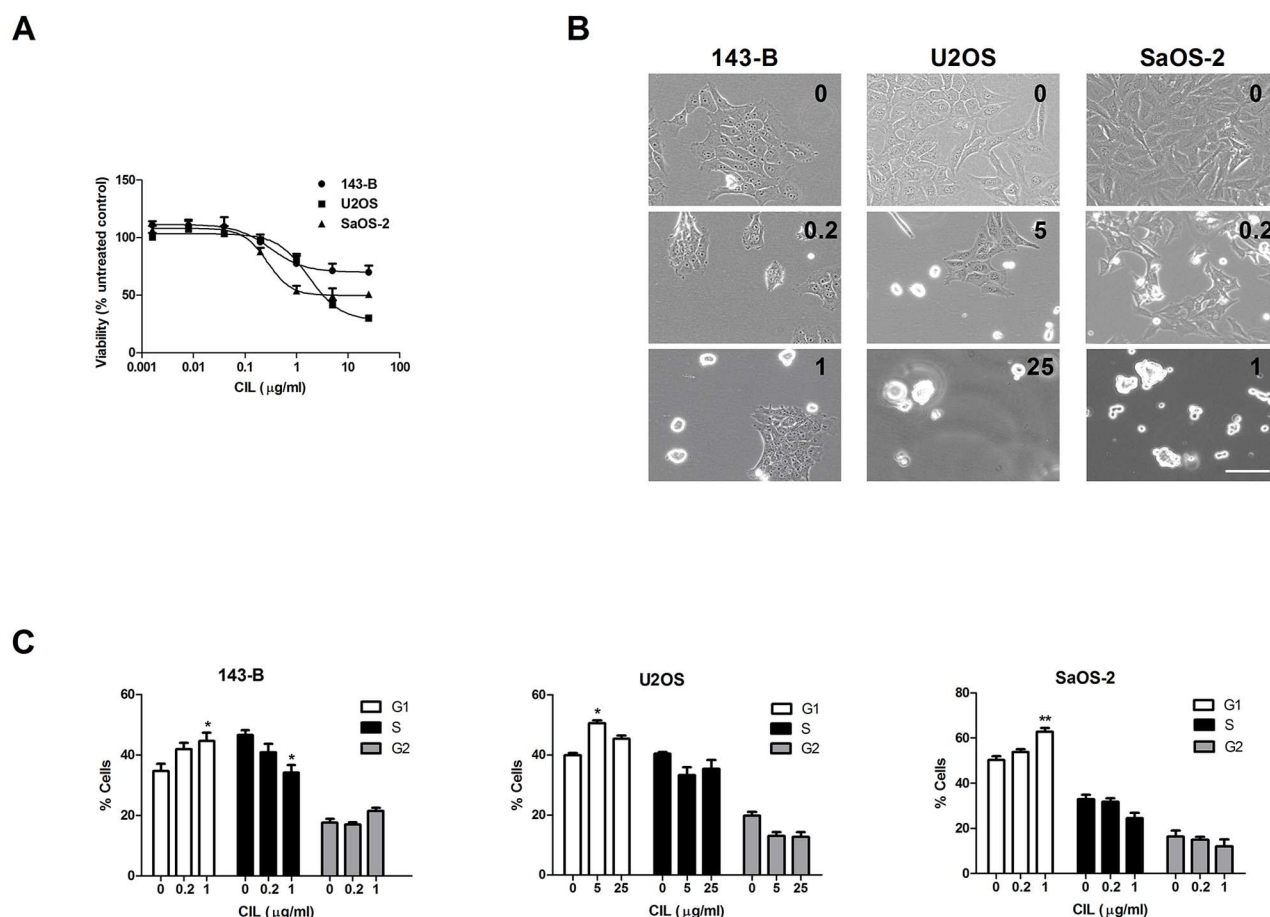 A
150
100
50
0
Viability (% untreated control)
143-B
U2OS
SaOS-2
0.001 0.01 0.1 1 10 100
CIL ( μg/ml)
B
143-B U2OS SaOS-2
0 0 0
0.2 5 0.2
1 25 1
C
143-B
60
40
20
0
% Cells
* *
G1
S
G2
0 0.2 1 0 0.2 1 0 0.2 1
CIL ( μg/ml)
U2OS
60
40
20
0
% Cells
*
G1
S
G2
0 5 25 0 5 25 0 5 25
CIL ( μg/ml)
SaOS-2
80
60
40
20
0
% Cells
**
G1
S
G2
0 0.2 1 0 0.2 1 0 0.2 1
CIL ( μg/ml)